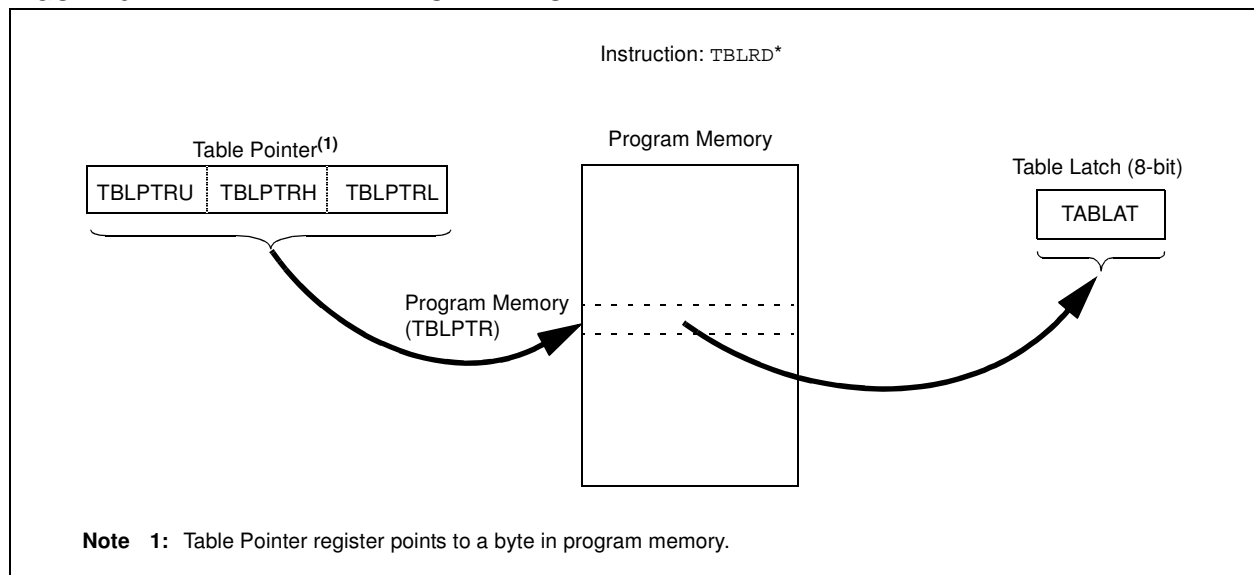 Instruction: TBLRD*
Table Pointer(1)
Program Memory
Table Latch (8-bit)
TBLPTRU TBLPTRH TBLPTRL
TABLAT
Program Memory
(TBLPTR)
Note 1: Table Pointer register points to a byte in program memory.